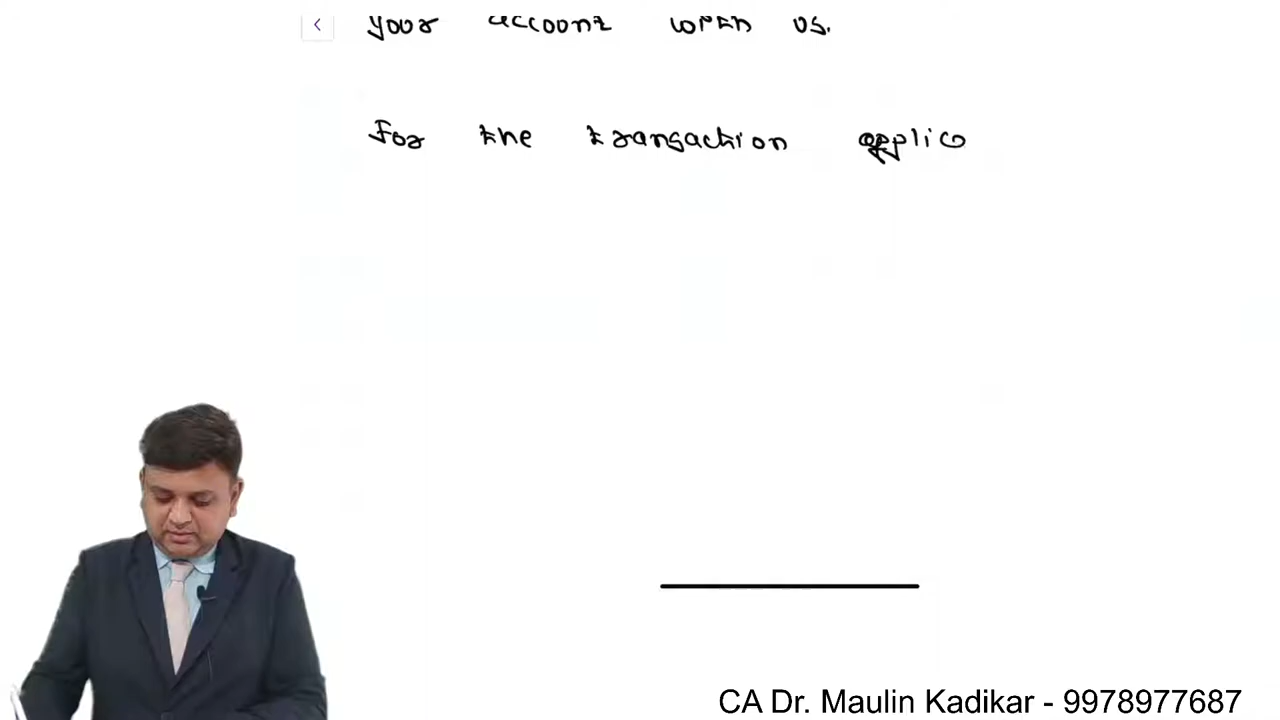 your account with us.
For the transaction applic
CA Dr. Maulin Kadikar - 9978977687